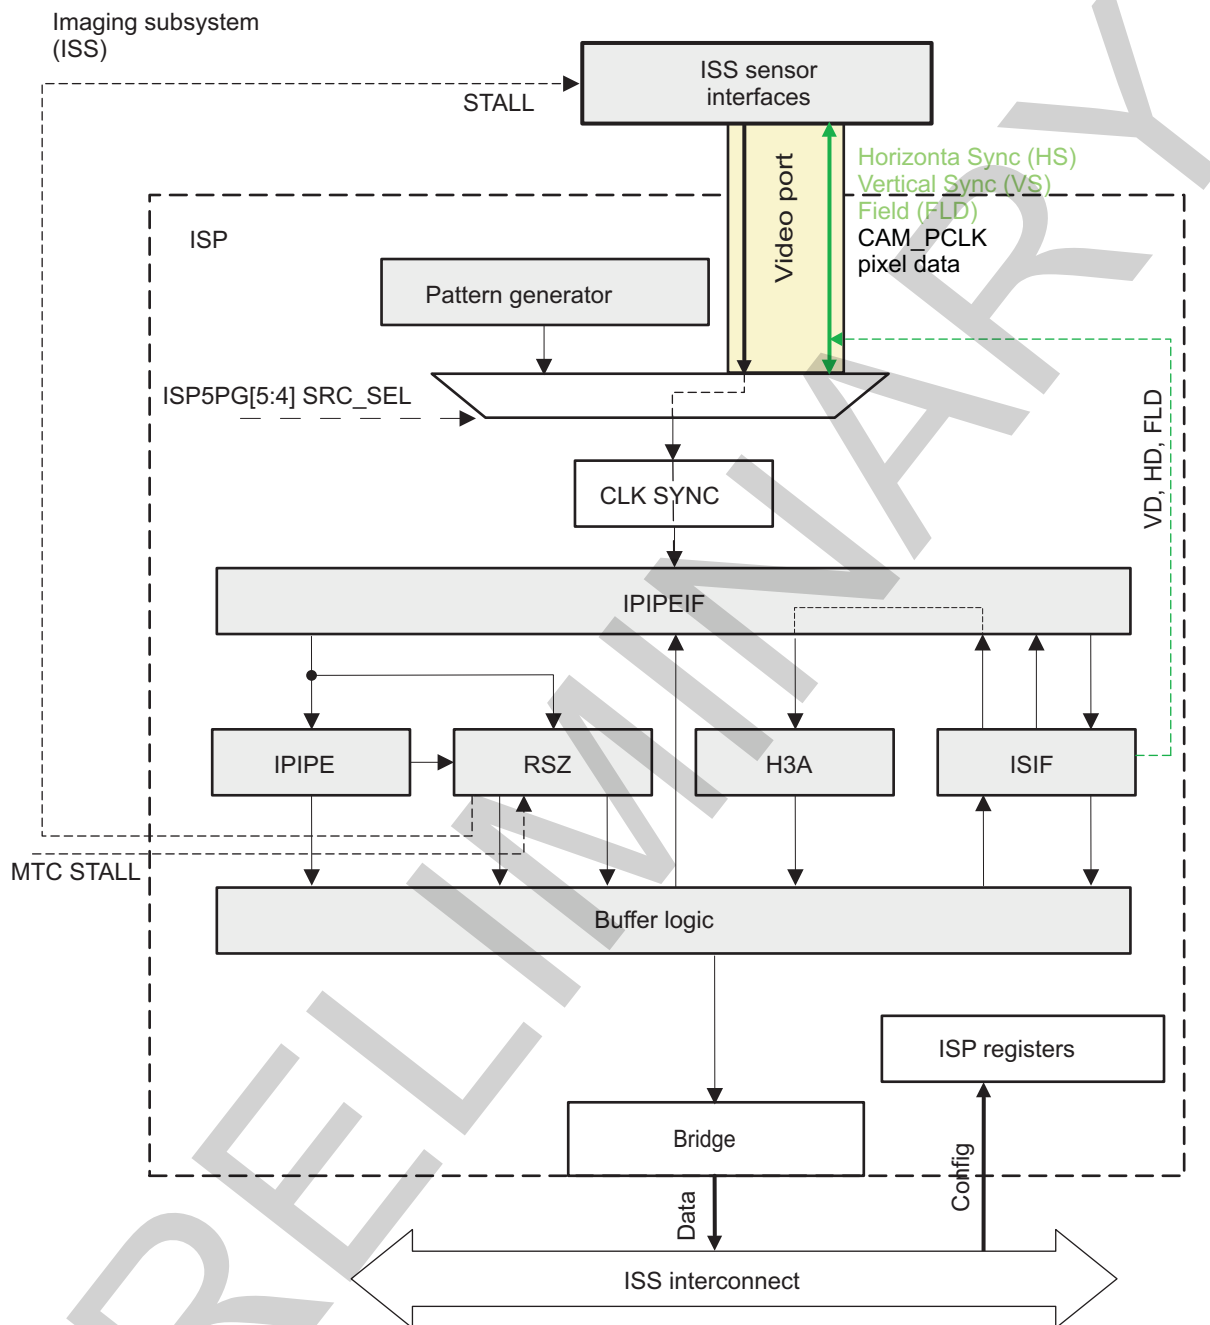 Imaging subsystem
(ISS)
ISS sensor
interfaces
STALL
Video port
Horizonta Sync (HS)
Vertical Sync (VS)
Field (FLD)
CAM_PCLK
pixel data
ISP
Pattern generator
ISP5PG[5:4] SRC_SEL
CLK SYNC
VD, HD, FLD
IPIPEIF
IPIPE
RSZ
H3A
ISIF
MTC STALL
Buffer logic
ISP registers
Bridge
Data
Config
ISS interconnect
PRELIMINARY